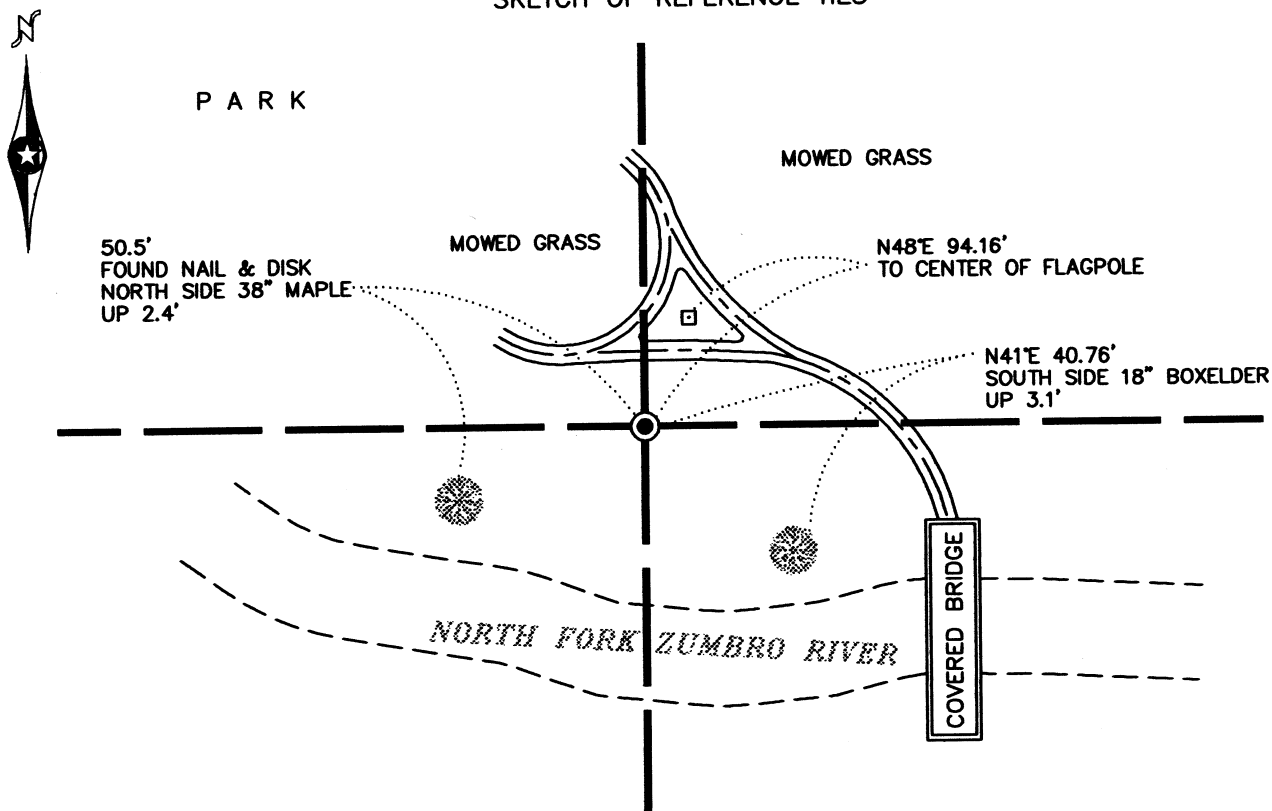 SKETCH OF REFERENCE TIES
N
PARK
MOWED GRASS
MOWED GRASS
50.5'
FOUND NAIL & DISK
NORTH SIDE 38" MAPLE
UP 2.4'
N48°E 94.16'
TO CENTER OF FLAGPOLE
N41°E 40.76'
SOUTH SIDE 18" BOXELDER
UP 3.1'
NORTH FORK ZUMBRO RIVER
COVERED BRIDGE